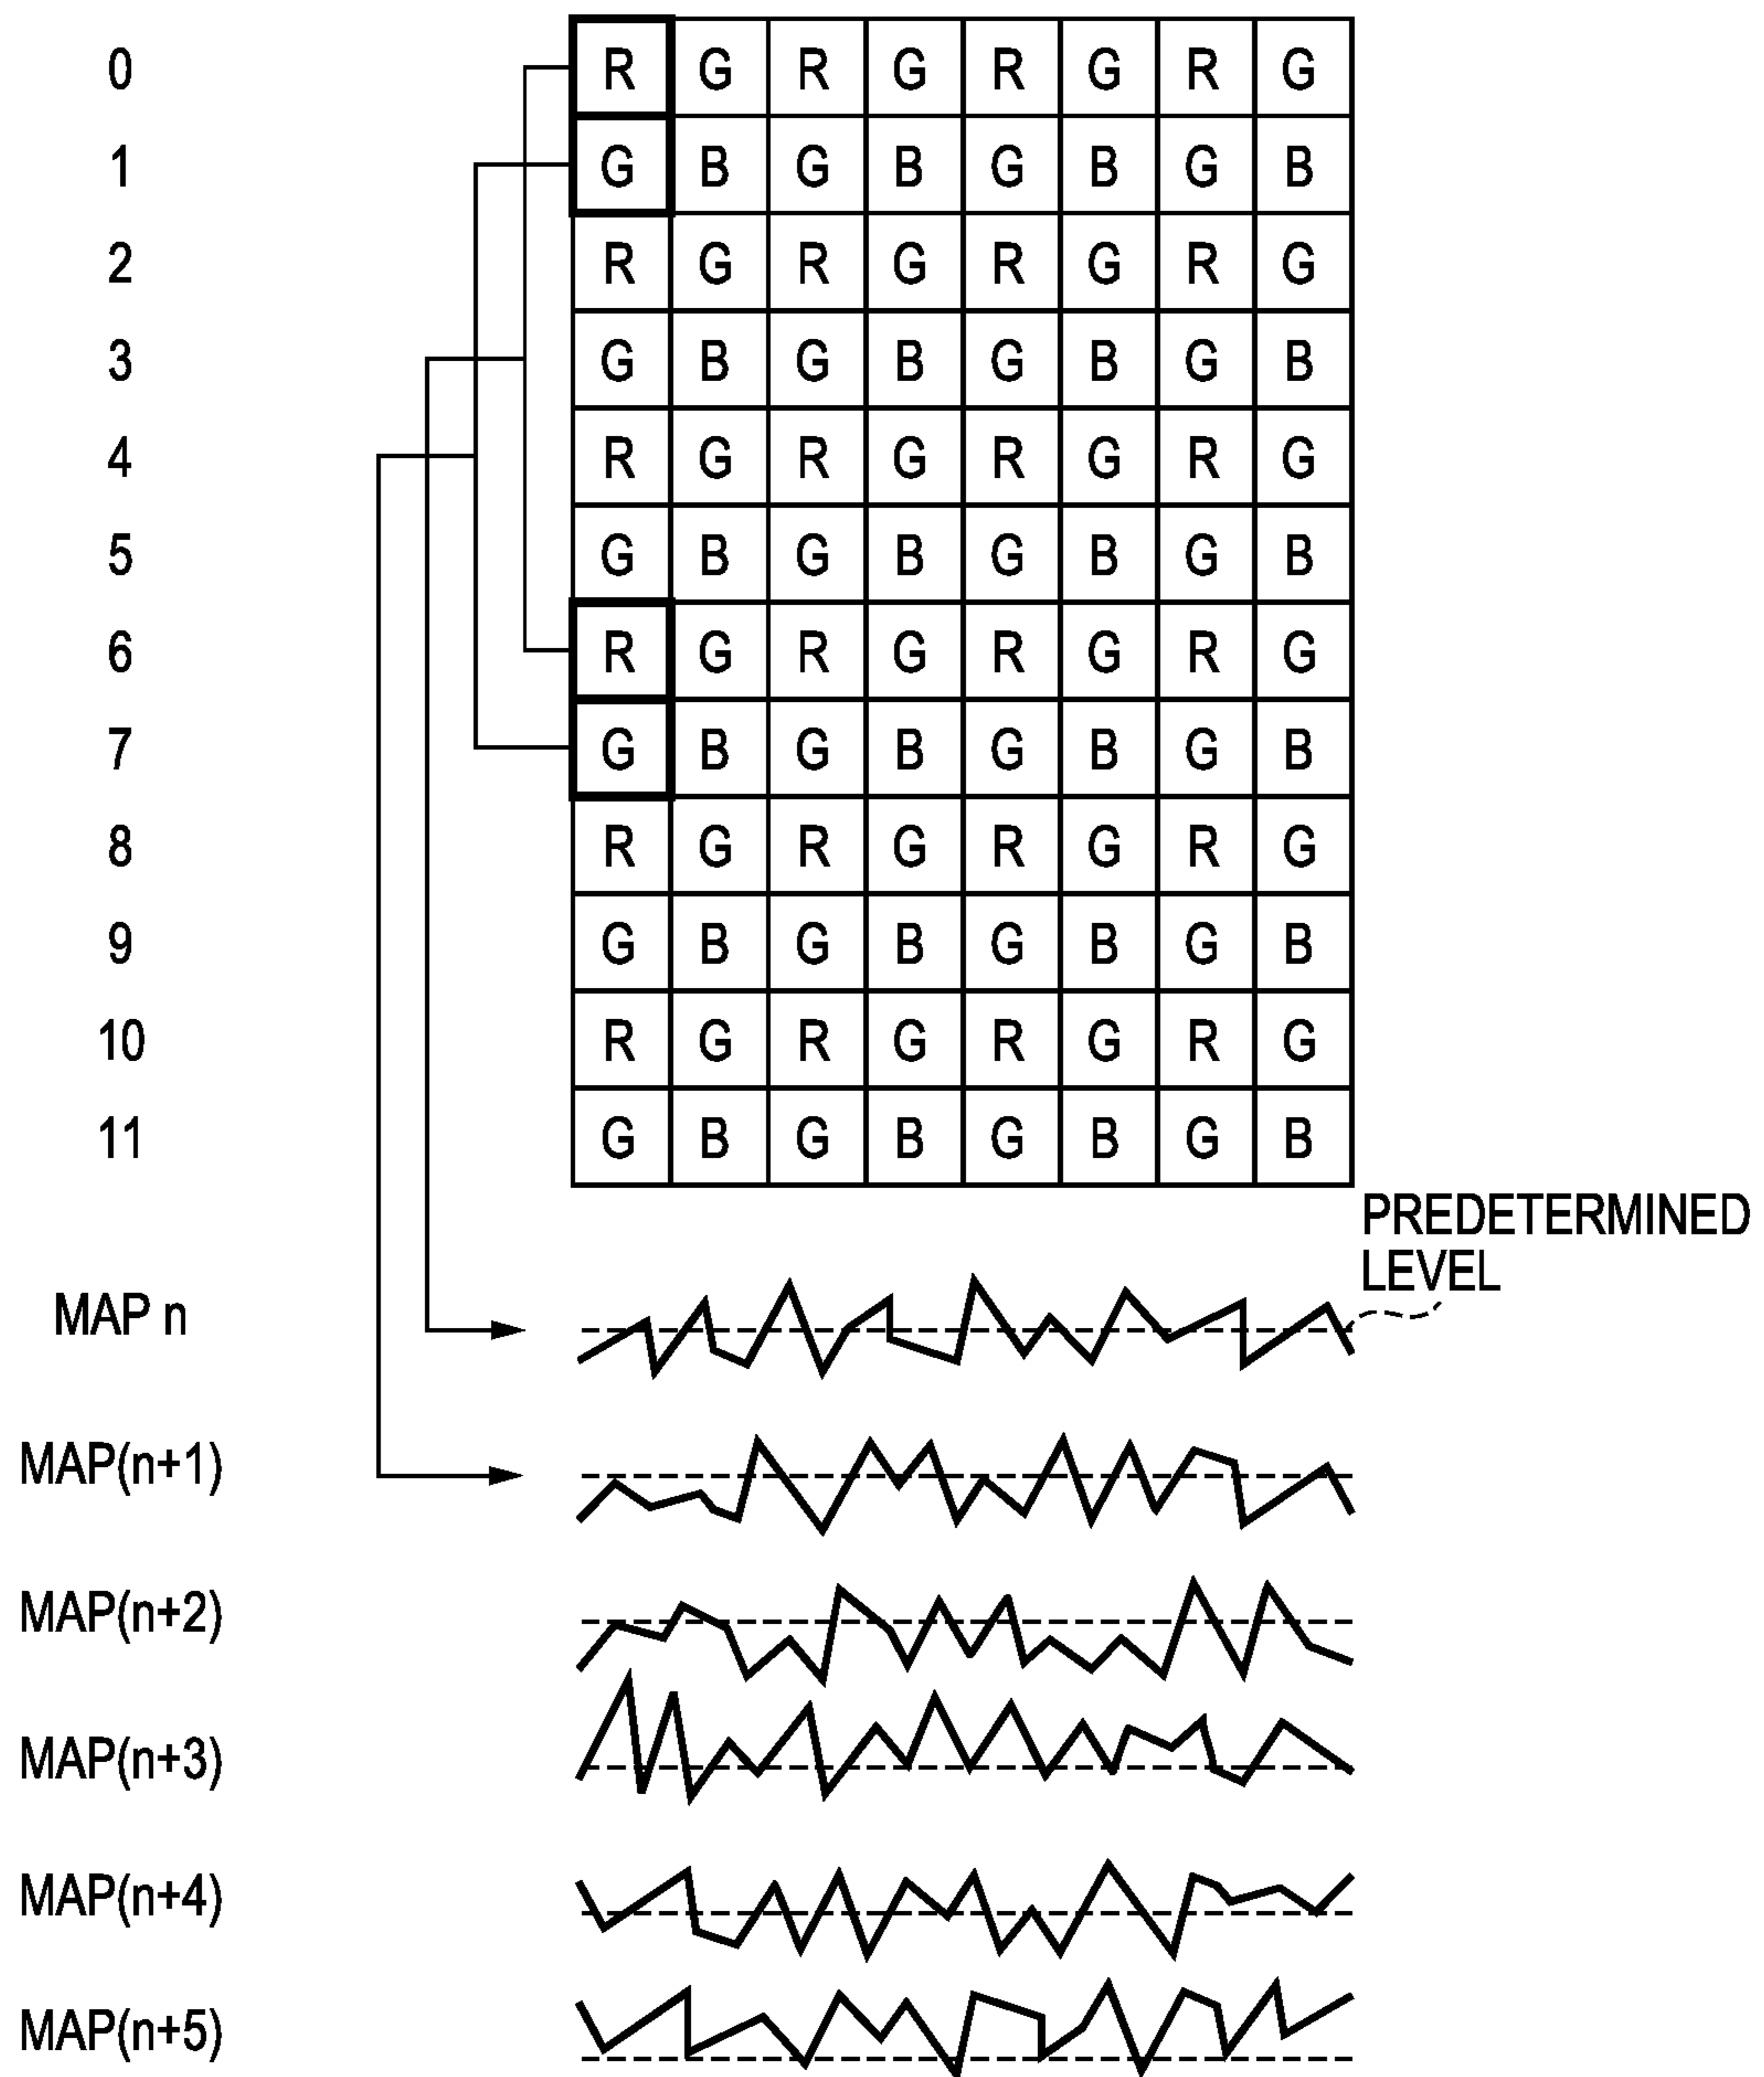 0 R G R G R G R G
1 G B G B G B G B
2 R G R G R G R G
3 G B G B G B G B
4 R G R G R G R G
5 G B G B G B G B
6 R G R G R G R G
7 G B G B G B G B
8 R G R G R G R G
9 G B G B G B G B
10 R G R G R G R G
11 G B G B G B G B
PREDETERMINED
LEVEL
MAP n
MAP(n+1)
MAP(n+2)
MAP(n+3)
MAP(n+4)
MAP(n+5)